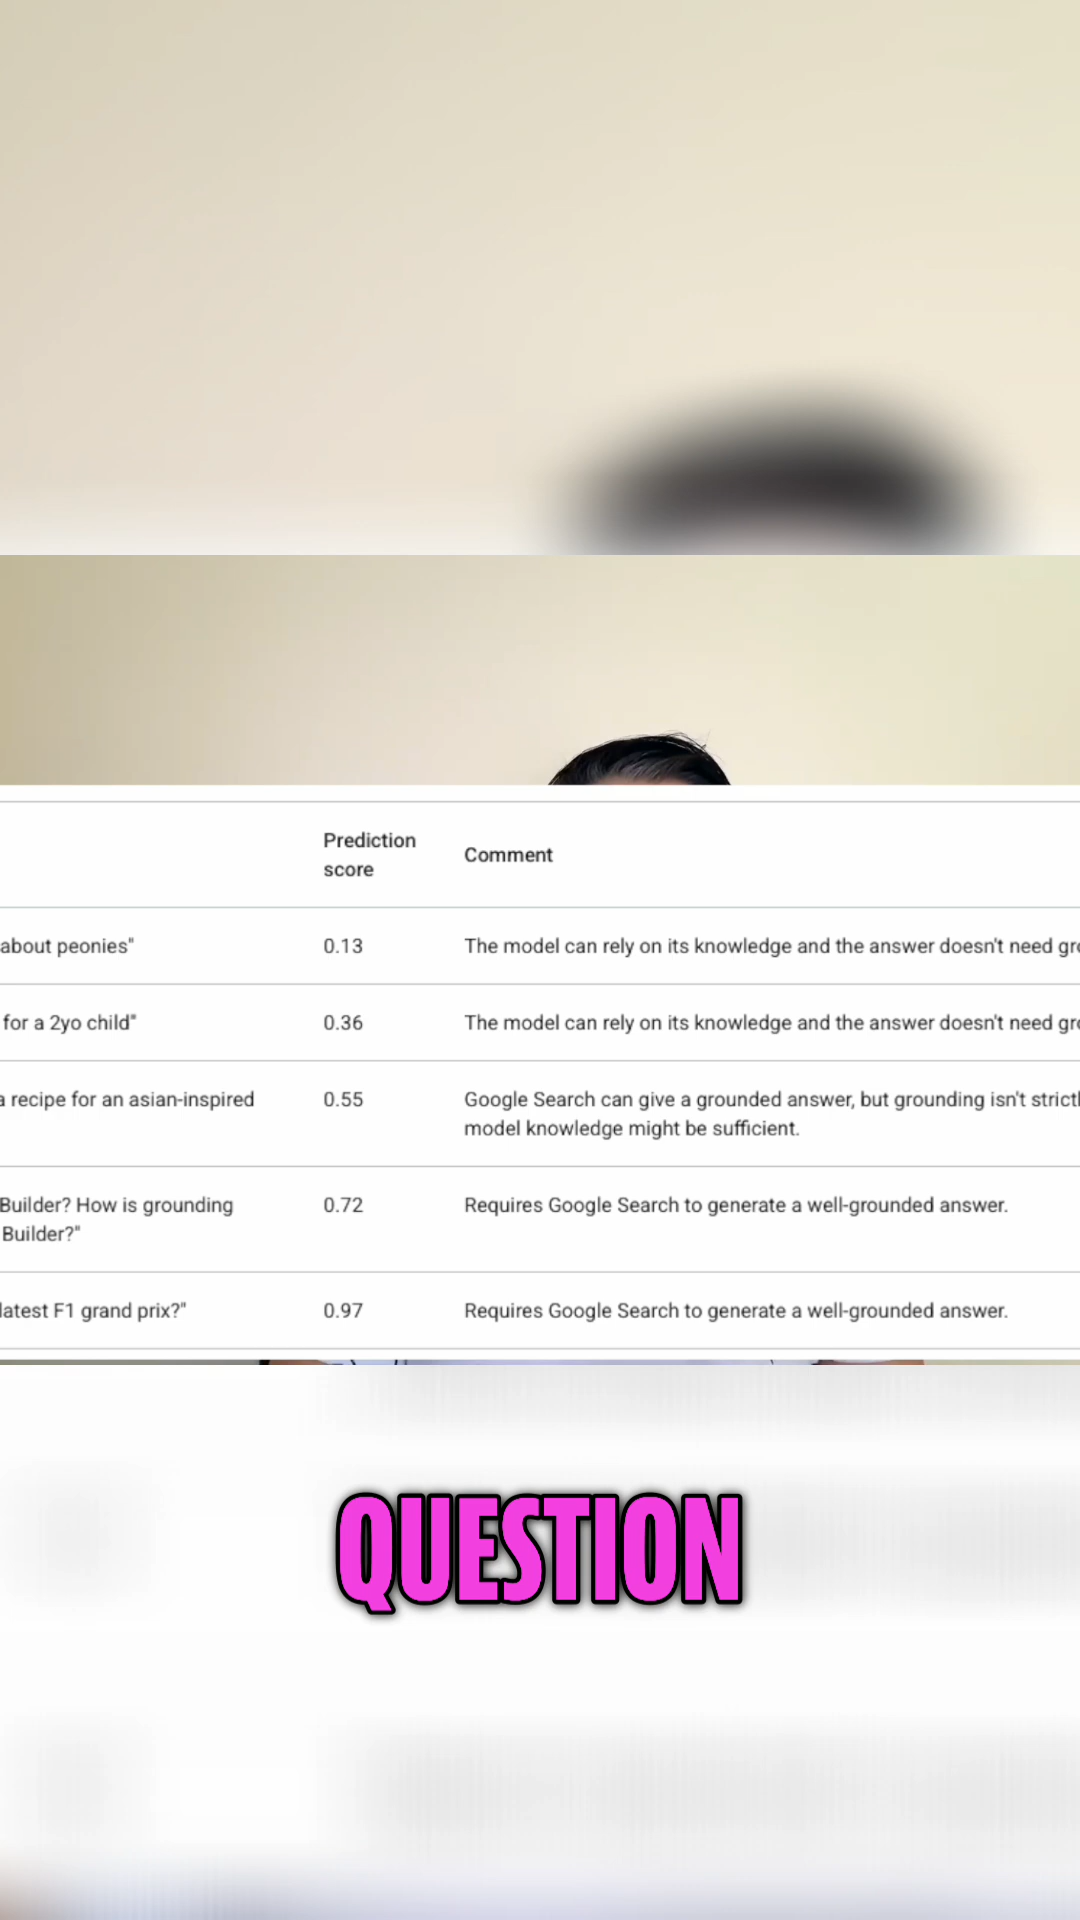 Prediction
score
Comment
about peonies"
0.13
The model can rely on its knowledge and the answer doesn't need gro
for a 2yo child"
0.36
The model can rely on its knowledge and the answer doesn't need gro
a recipe for an asian-inspired
0.55
Google Search can give a grounded answer, but grounding isn't strictl
model knowledge might be sufficient.
Builder? How is grounding
Builder?"
0.72
Requires Google Search to generate a well-grounded answer.
latest F1 grand prix?"
0.97
Requires Google Search to generate a well-grounded answer.
QUESTION